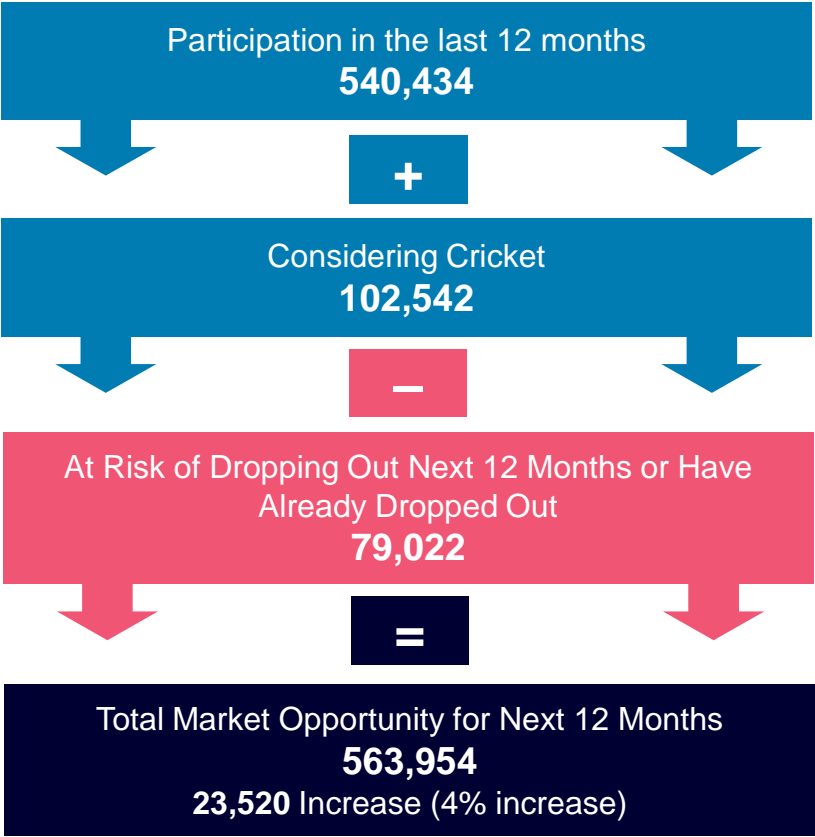 Participation in the last 12 months
540,434
+
Considering Cricket
102,542
–
At Risk of Dropping Out Next 12 Months or Have
Already Dropped Out
79,022
=
Total Market Opportunity for Next 12 Months
563,954
23,520 Increase (4% increase)